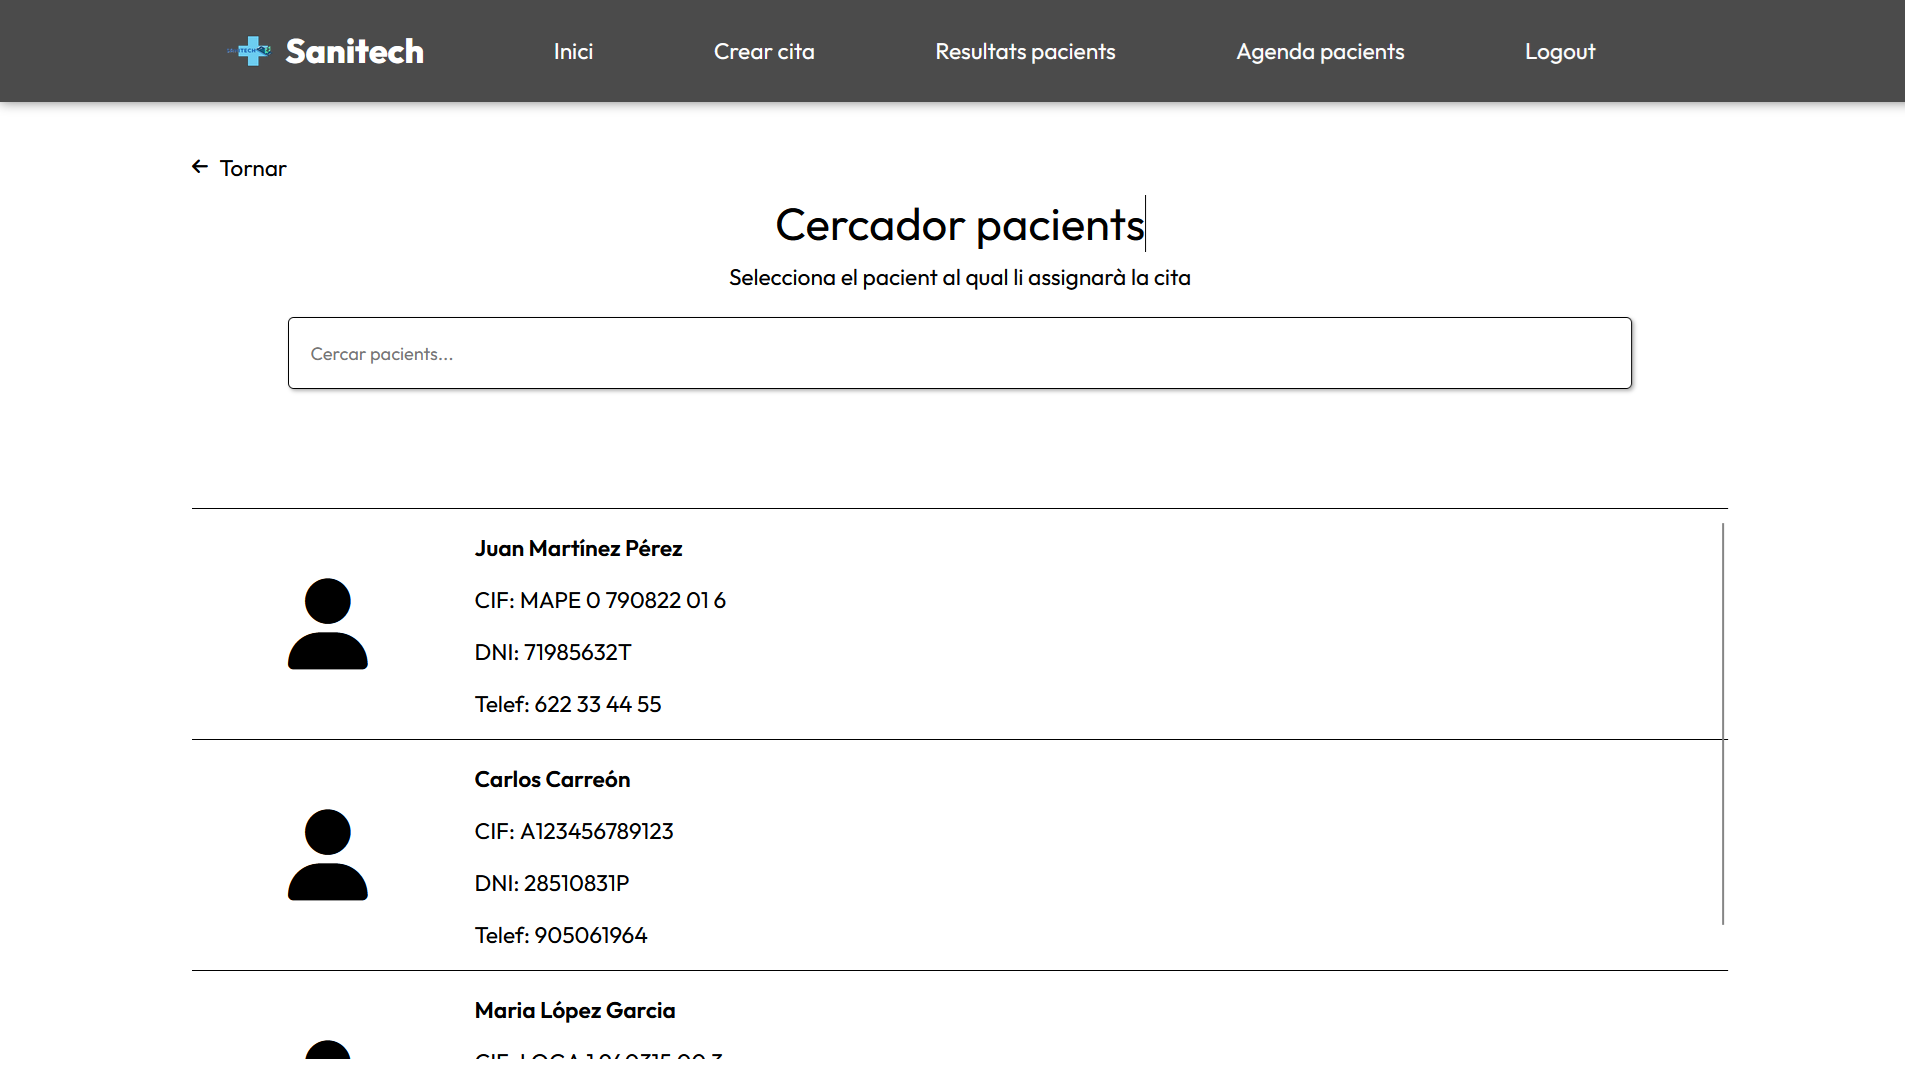 Sanitech
Inici
Crear cita
Resultats pacients
Agenda pacients
Logout
Tornar
Cercador pacients
Selecciona el pacient al qual li assignarà la cita
Cercar pacients...
Juan Martínez Pérez
CIF: MAPE 0 790822 01 6
DNI: 71985632T
Telef: 622 33 44 55
Carlos Carreón
CIF: A123456789123
DNI: 28510831P
Telef: 905061964
Maria López Garcia